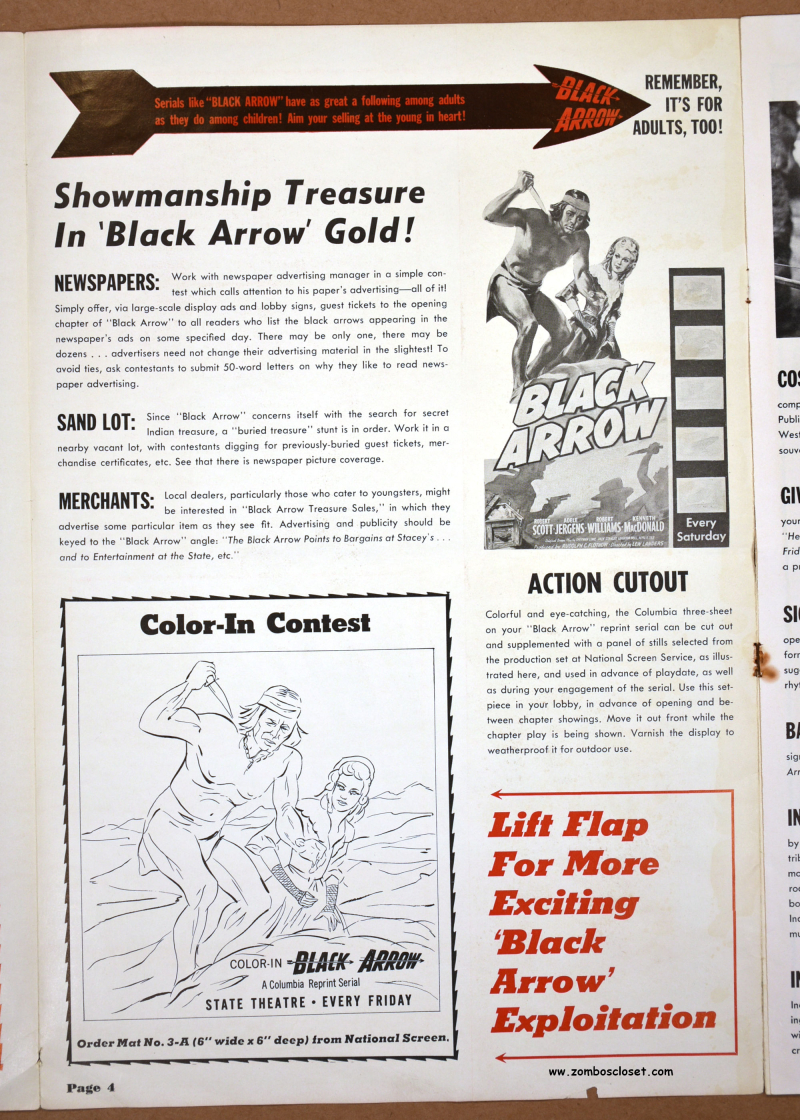 Serials like "BLACK ARROW" have as great a following among adults
as they do among children! Aim your selling at the young in heart!
BLACK
ARROW
REMEMBER,
IT'S FOR
ADULTS, TOO!
Showmanship Treasure
In 'Black Arrow' Gold!
NEWSPAPERS: Work with newspaper advertising manager in a simple con-
test which calls attention to his paper's advertising—all of it!
Simply offer, via large-scale display ads and lobby signs, guest tickets to the opening
chapter of "Black Arrow" to all readers who list the black arrows appearing in the
newspaper's ads on some specified day. There may be only one, there may be
dozens . . . advertisers need not change their advertising material in the slightest! To
avoid ties, ask contestants to submit 50-word letters on why they like to read news-
paper advertising.
SAND LOT: Since "Black Arrow" concerns itself with the search for secret
Indian treasure, a "buried treasure" stunt is in order. Work it in a
nearby vacant lot, with contestants digging for previously-buried guest tickets, mer-
chandise certificates, etc. See that there is newspaper picture coverage.
MERCHANTS: Local dealers, particularly those who cater to youngsters, might
be interested in "Black Arrow Treasure Sales," in which they
advertise some particular item as they see fit. Advertising and publicity should be
keyed to the "Black Arrow" angle: "The Black Arrow Points to Bargains at Stacey's . . .
and to Entertainment at the State, etc."
Color-In Contest
COLOR-IN BLACK ARROW
A Columbia Reprint Serial
STATE THEATRE • EVERY FRIDAY
Order Mat No. 3-A (6" wide x 6" deep) from National Screen.
Page 4
BLACK
ARROW
ROBERT SCOTT · ADELE JERGENS · ROBERT WILLIAMS · KENNETH MacDONALD
Produced by RUDOLPH C. FLOTHOW · Directed by LEW LANDERS
Every
Saturday
ACTION CUTOUT
Colorful and eye-catching, the Columbia three-sheet
on your "Black Arrow" reprint serial can be cut out
and supplemented with a panel of stills selected from
the production set at National Screen Service, as illus-
trated here, and used in advance of playdate, as well
as during your engagement of the serial. Use this set-
piece in your lobby, in advance of opening and be-
tween chapter showings. Move it out front while the
chapter play is being shown. Varnish the display to
weatherproof it for outdoor use.
Lift Flap
For More
Exciting
'Black
Arrow'
Exploitation
www.zomboscloset.com